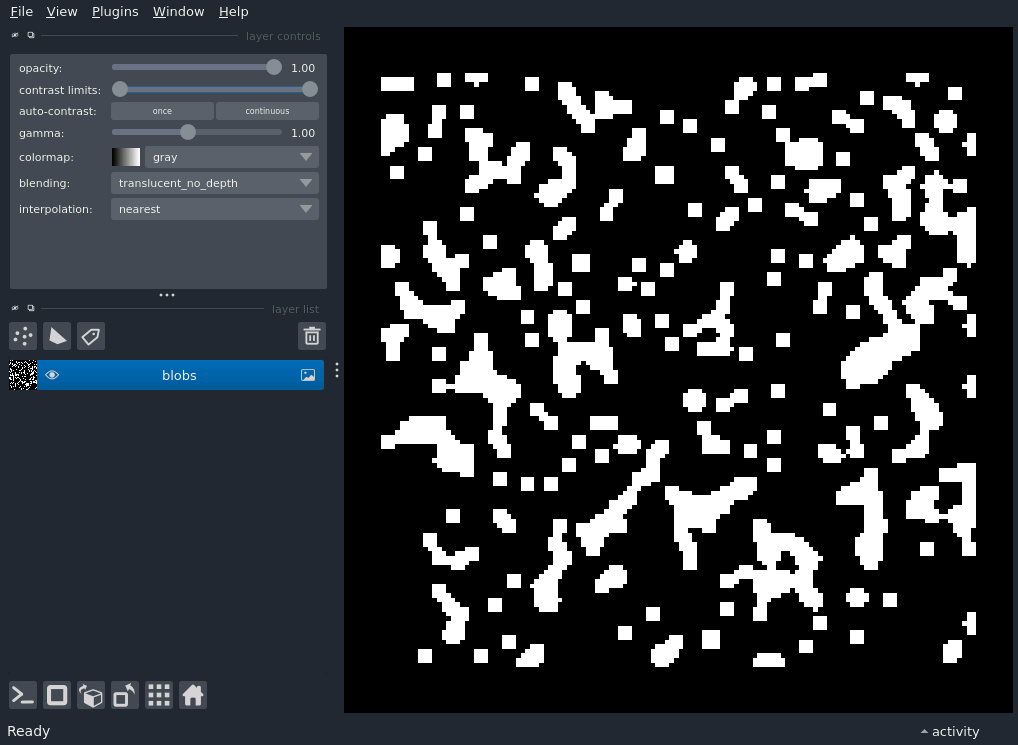 File View Plugins Window Help
layer controls
opacity: 1.00
contrast limits:
auto-contrast: once continuous
gamma: 1.00
colormap: gray
blending: translucent_no_depth
interpolation: nearest
layer list
blobs
Ready activity